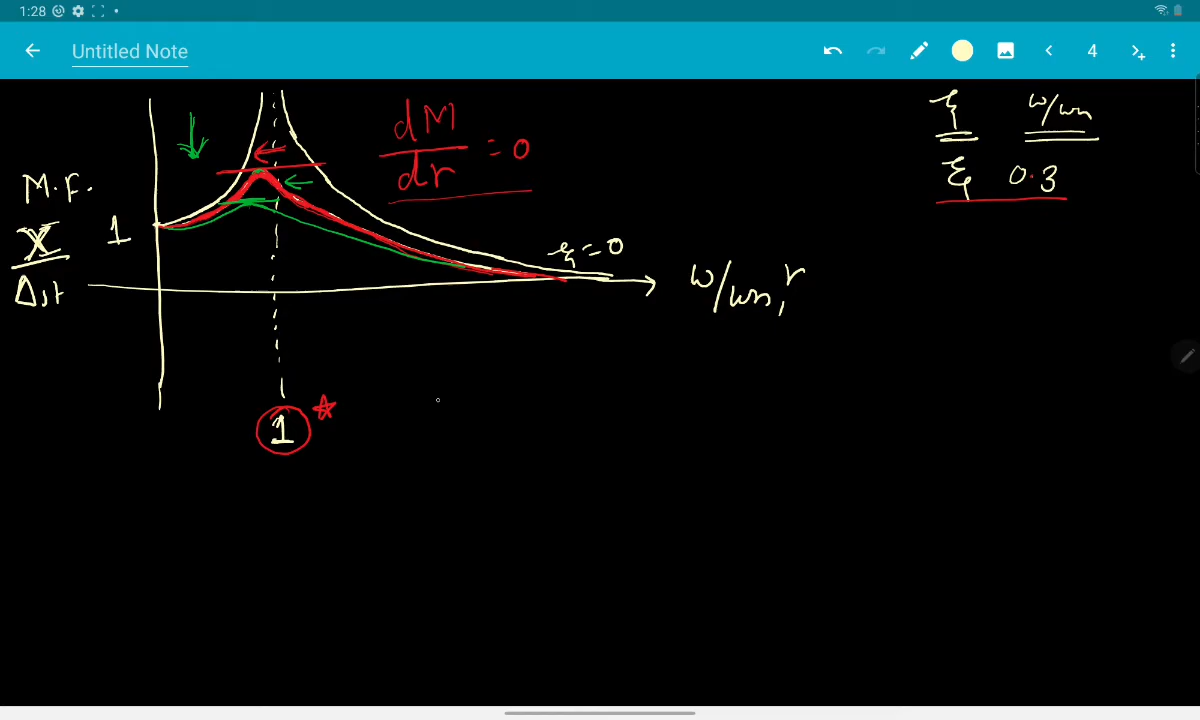 1:28
Untitled Note
4
ξ ω/ωn
ξ 0.3
dM/dr = 0
M.F.
X/Δst
1
ξ = 0
ω/ωn, r
1